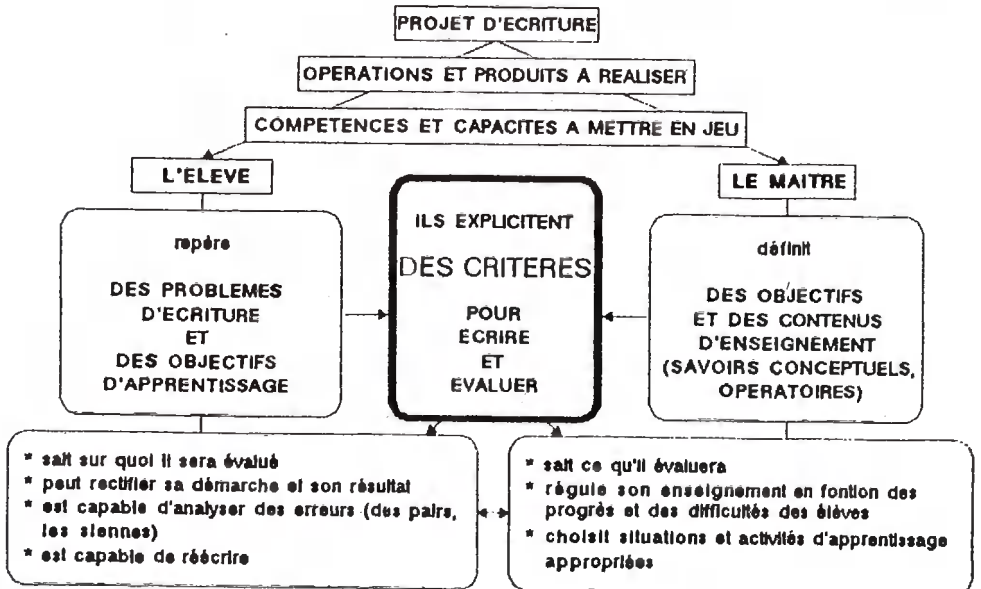 PROJET D'ECRITURE
OPERATIONS ET PRODUITS A REALISER
COMPETENCES ET CAPACITES A METTRE EN JEU
L'ELEVE
LE MAITRE
repère
DES PROBLEMES
D'ECRITURE
ET
DES OBJECTIFS
D'APPRENTISSAGE
ILS EXPLICITENT
DES CRITERES
POUR
ECRIRE
ET
EVALUER
définit
DES OBJECTIFS
ET DES CONTENUS
D'ENSEIGNEMENT
(SAVOIRS CONCEPTUELS,
OPERATOIRES)
* sait sur quoi il sera évalué
* peut rectifier sa démarche et son résultat
* est capable d'analyser des erreurs (des pairs,
les siennes)
* est capable de réécrire
* sait ce qu'il évaluera
* régule son enseignement en fontion des
progrès et des difficultés des élèves
* choisit situations et activités d'apprentissage
appropriées